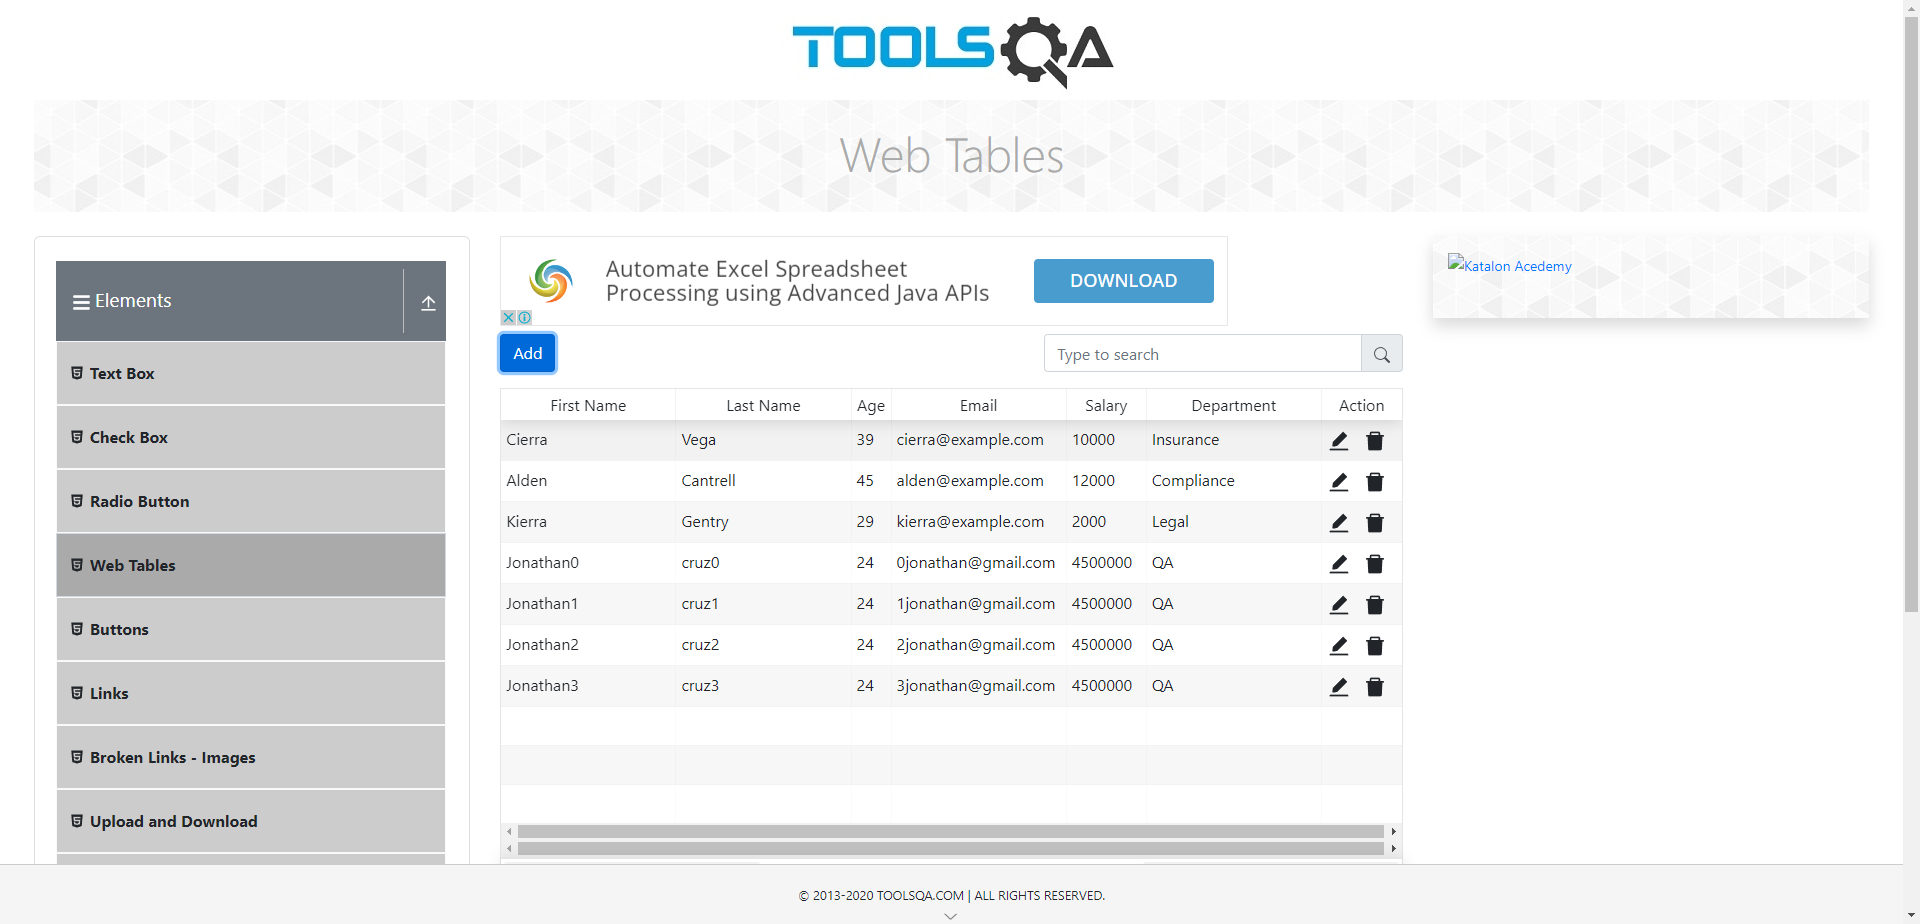 TOOLSQA
Web Tables
Elements
Text Box
Check Box
Radio Button
Web Tables
Buttons
Links
Broken Links - Images
Upload and Download
Automate Excel Spreadsheet
Processing using Advanced Java APIs
DOWNLOAD
Add
Type to search
First Name Last Name Age Email Salary Department Action
Cierra Vega 39 cierra@example.com 10000 Insurance
Alden Cantrell 45 alden@example.com 12000 Compliance
Kierra Gentry 29 kierra@example.com 2000 Legal
Jonathan0 cruz0 24 0jonathan@gmail.com 4500000 QA
Jonathan1 cruz1 24 1jonathan@gmail.com 4500000 QA
Jonathan2 cruz2 24 2jonathan@gmail.com 4500000 QA
Jonathan3 cruz3 24 3jonathan@gmail.com 4500000 QA
Katalon Acedemy
© 2013-2020 TOOLSQA.COM | ALL RIGHTS RESERVED.